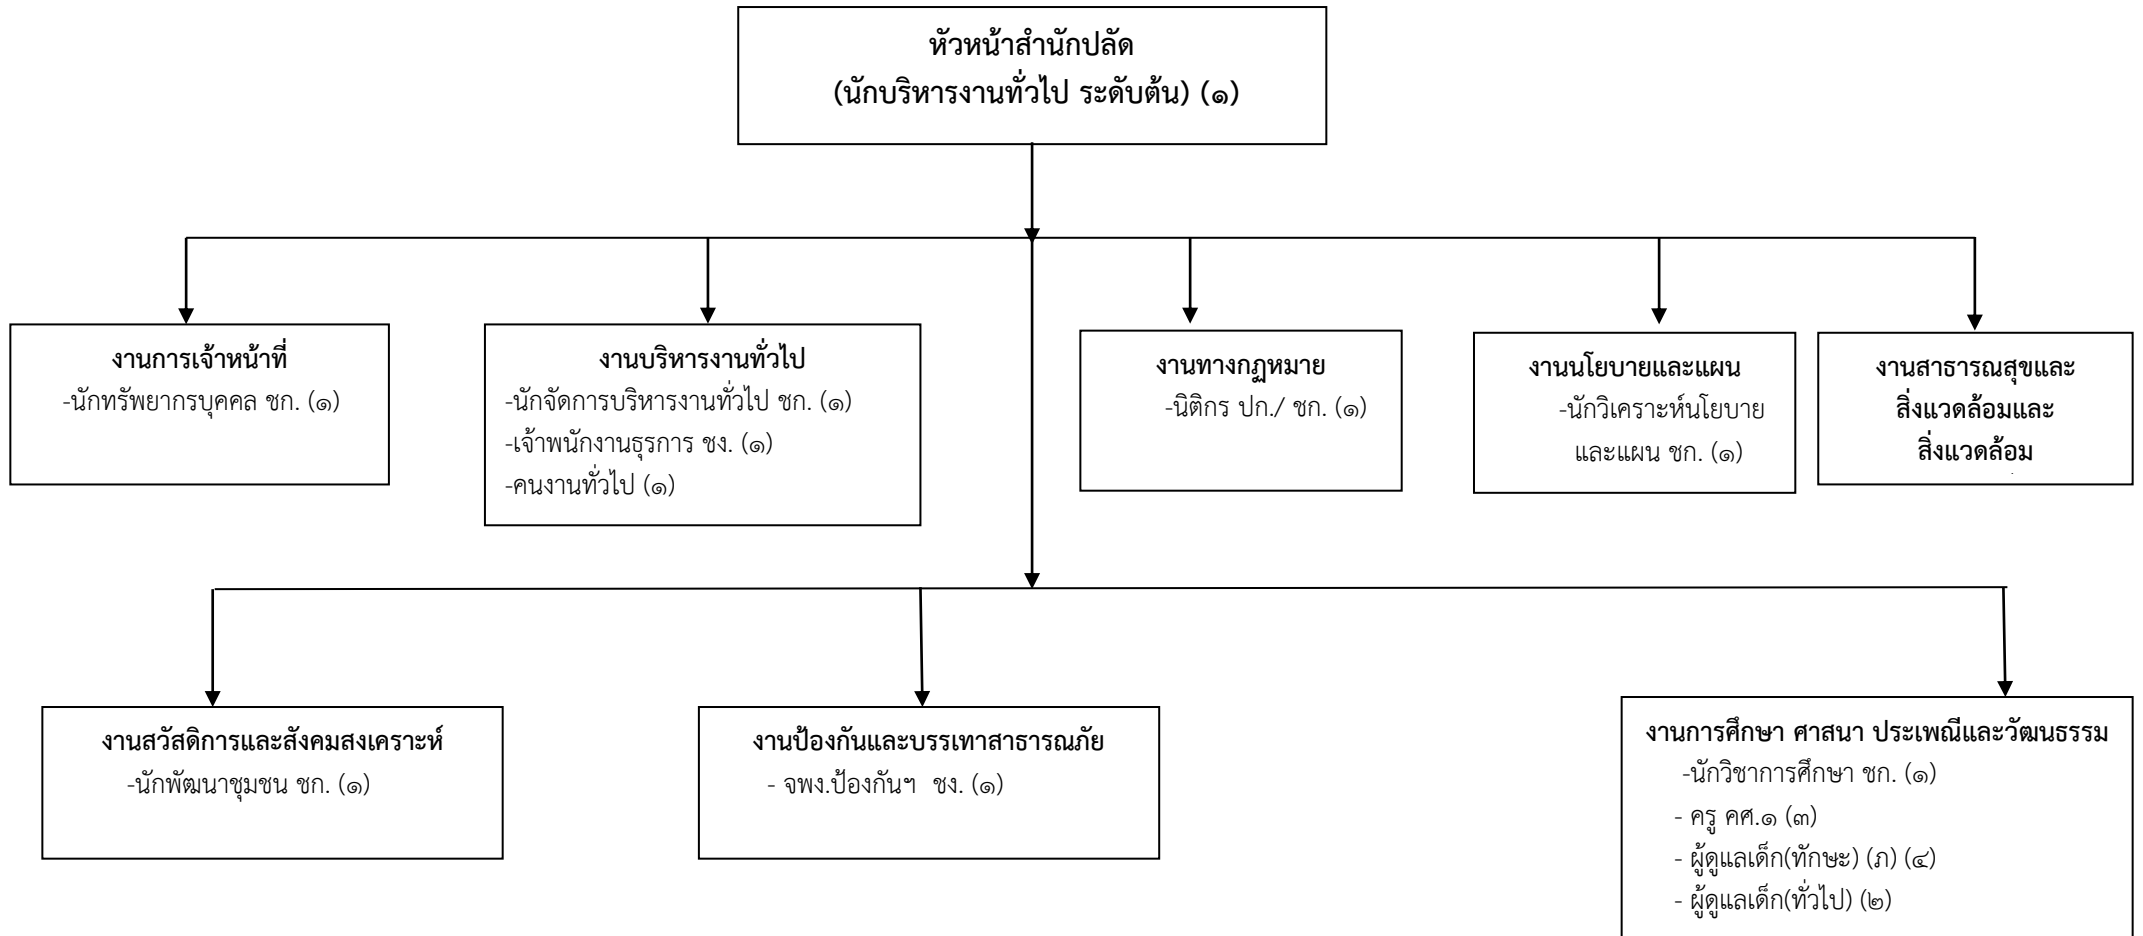 หัวหน้าสำนักปลัด
(นักบริหารงานทั่วไป ระดับต้น) (๑)
งานการเจ้าหน้าที่
-นักทรัพยากรบุคคล ชก. (๑)
งานบริหารงานทั่วไป
-นักจัดการบริหารงานทั่วไป ชก. (๑)
-เจ้าพนักงานธุรการ ชง. (๑)
-คนงานทั่วไป (๑)
งานทางกฎหมาย
-นิติกร ปก./ ชก. (๑)
งานนโยบายและแผน
-นักวิเคราะห์นโยบาย
และแผน ชก. (๑)
งานสาธารณสุขและ
สิ่งแวดล้อมและ
สิ่งแวดล้อม
งานสวัสดิการและสังคมสงเคราะห์
-นักพัฒนาชุมชน ชก. (๑)
งานป้องกันและบรรเทาสาธารณภัย
- จพง.ป้องกันฯ ชง. (๑)
งานการศึกษา ศาสนา ประเพณีและวัฒนธรรม
-นักวิชาการศึกษา ชก. (๑)
- ครู คศ.๑ (๓)
- ผู้ดูแลเด็ก(ทักษะ) (ภ) (๔)
- ผู้ดูแลเด็ก(ทั่วไป) (๒)